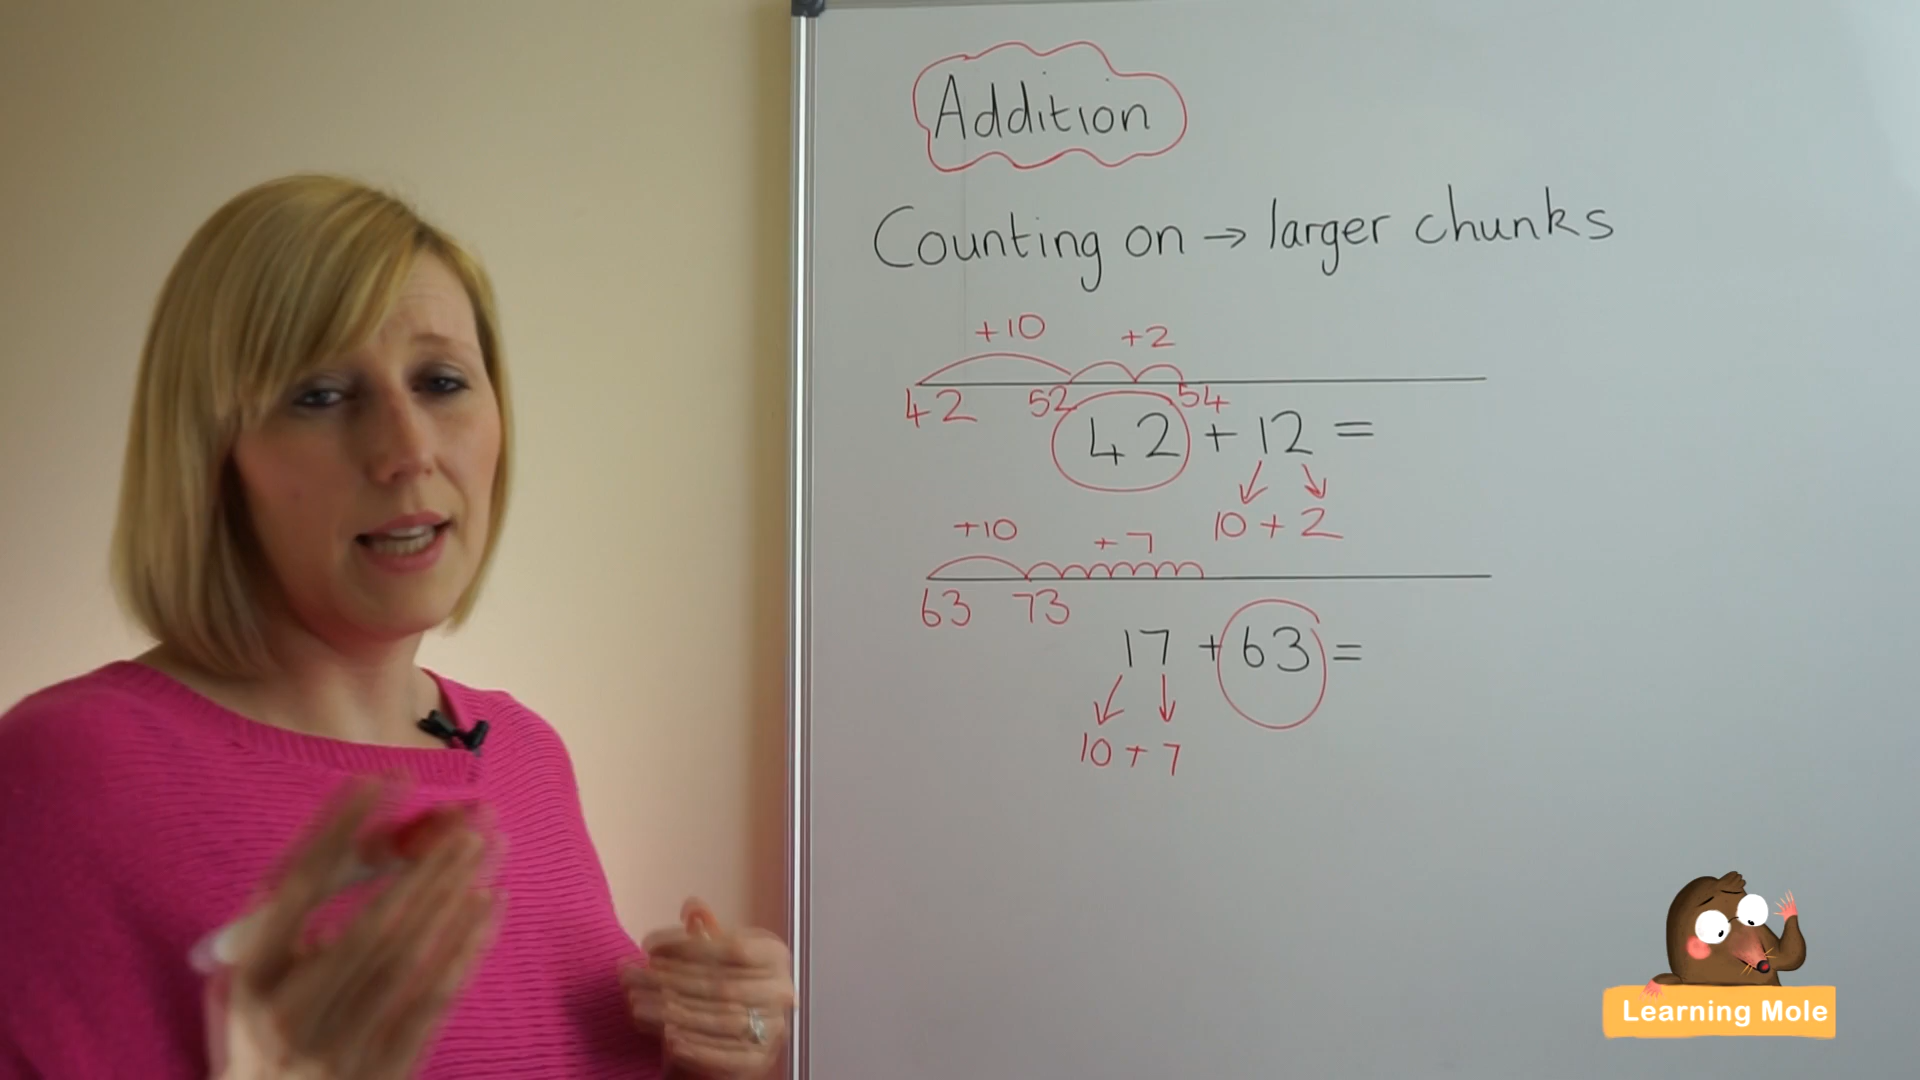 Addition
Counting on → larger chunks
+10 +2
42 52 54
42 + 12 =
10 + 2
+10 +7
63 73
17 + 63 =
10 + 7
Learning Mole